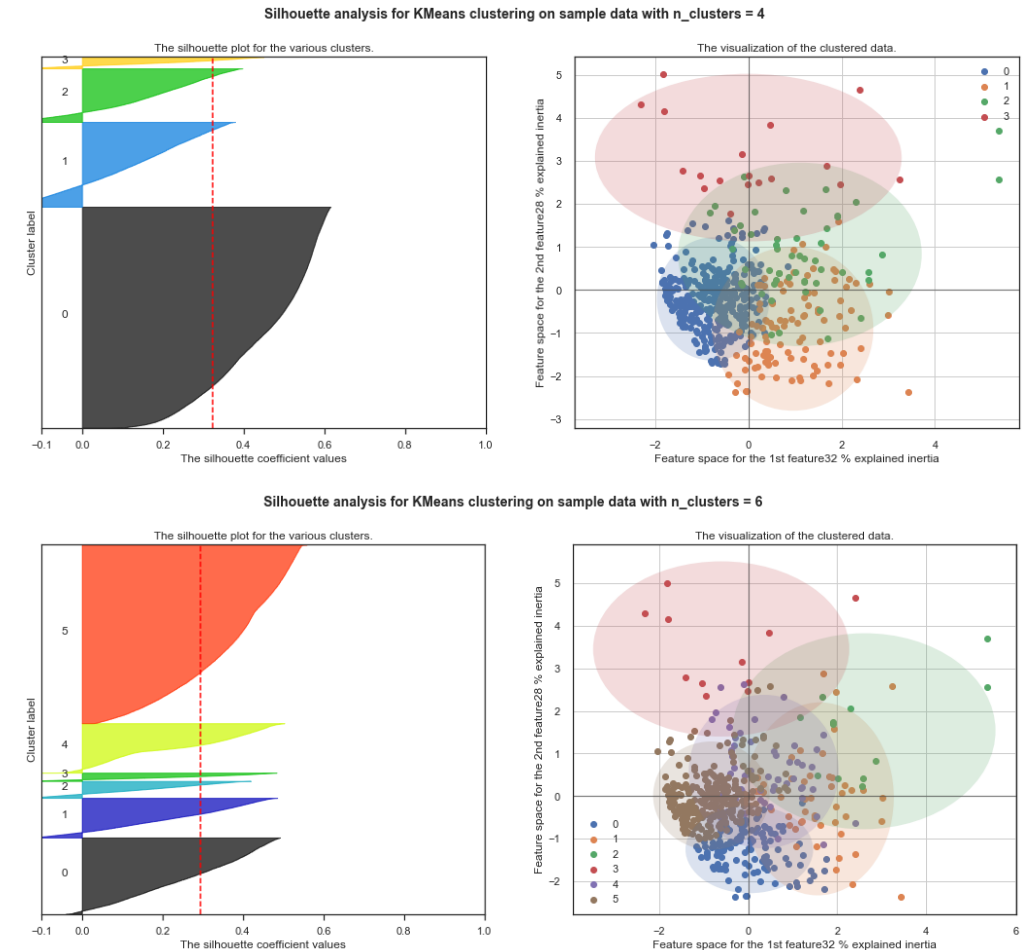 Silhouette analysis for KMeans clustering on sample data with n_clusters = 4
The silhouette plot for the various clusters.
3
2
1
0
Cluster label
−0.1 0.0 0.2 0.4 0.6 0.8 1.0
The silhouette coefficient values
The visualization of the clustered data.
0
1
2
3
5
4
3
2
1
0
−1
−2
−3
Feature space for the 2nd feature28 % explained inertia
−2 0 2 4
Feature space for the 1st feature32 % explained inertia
Silhouette analysis for KMeans clustering on sample data with n_clusters = 6
The silhouette plot for the various clusters.
5
4
3
2
1
0
Cluster label
−0.1 0.0 0.2 0.4 0.6 0.8 1.0
The silhouette coefficient values
The visualization of the clustered data.
5
4
3
2
1
0
−1
−2
Feature space for the 2nd feature28 % explained inertia
0
1
2
3
4
5
−2 0 2 4 6
Feature space for the 1st feature32 % explained inertia